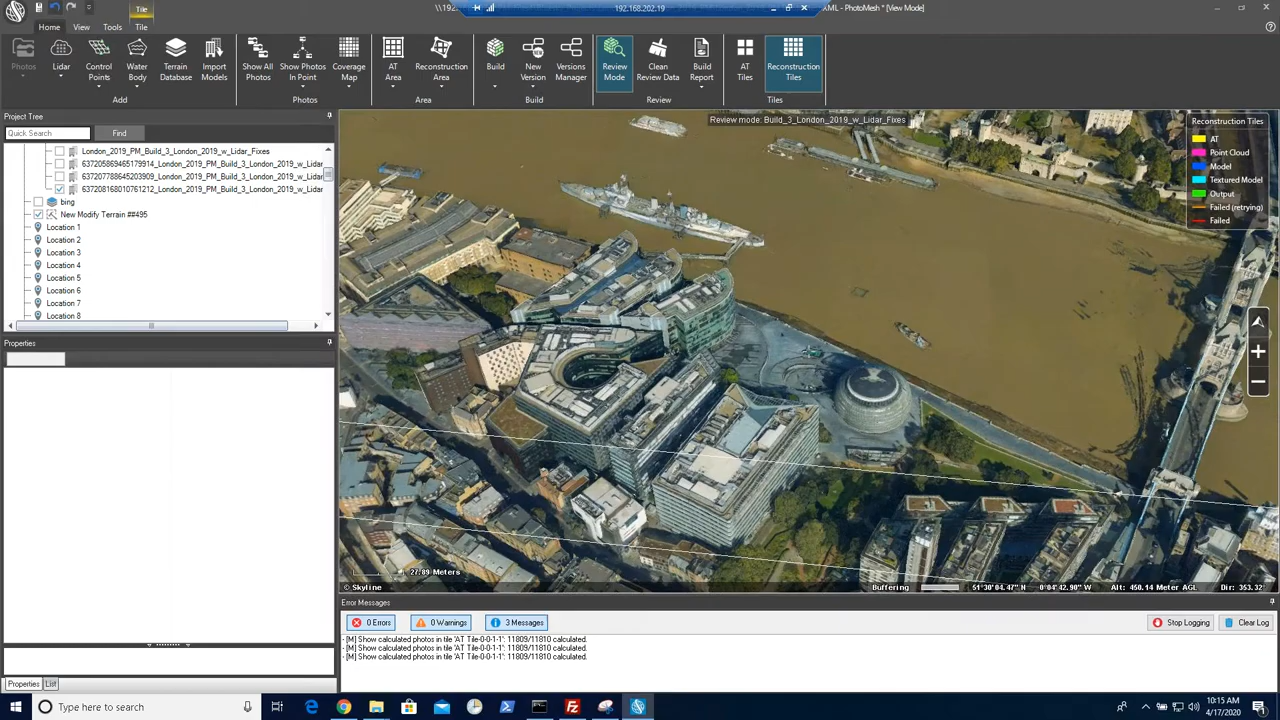 \\192
192.168.202.19
XML - PhotoMesh * [View Mode]
Tile
Home
View
Tools
Tile
Photos
Lidar
Control Points
Water Body
Terrain Database
Import Models
Show All Photos
Show Photos In Point
Coverage Map
AT Area
Reconstruction Area
Build
New Version
Versions Manager
Review Mode
Clean Review Data
Build Report
AT Tiles
Reconstruction Tiles
Add
Photos
Area
Build
Review
Tiles
Project Tree
Quick Search
Find
London_2019_PM_Build_3_London_2019_w_Lidar_Fixes
637205869465179914_London_2019_PM_Build_3_London_2019_w_Lidar
637207788645203909_London_2019_PM_Build_3_London_2019_w_Lidar
637208168010761212_London_2019_PM_Build_3_London_2019_w_Lidar
bing
New Modify Terrain ##495
Location 1
Location 2
Location 3
Location 4
Location 5
Location 6
Location 7
Location 8
Properties
Properties
List
Review mode: Build_3_London_2019_w_Lidar_Fixes
Reconstruction Tiles
AT
Point Cloud
Model
Textured Model
Output
Failed (retrying)
Failed
27.89 Meters
© Skyline
Buffering
51°30'04.47" N
0°04'42.90" W
Alt: 450.14 Meter AGL
Dir: 353.32
Error Messages
0 Errors
0 Warnings
3 Messages
Stop Logging
Clear Log
- [M] Show calculated photos in tile 'AT Tile-0-0-1-1': 11809/11810 calculated.
- [M] Show calculated photos in tile 'AT Tile-0-0-1-1': 11809/11810 calculated.
- [M] Show calculated photos in tile 'AT Tile-0-0-1-1': 11809/11810 calculated.
Type here to search
10:15 AM
4/17/2020